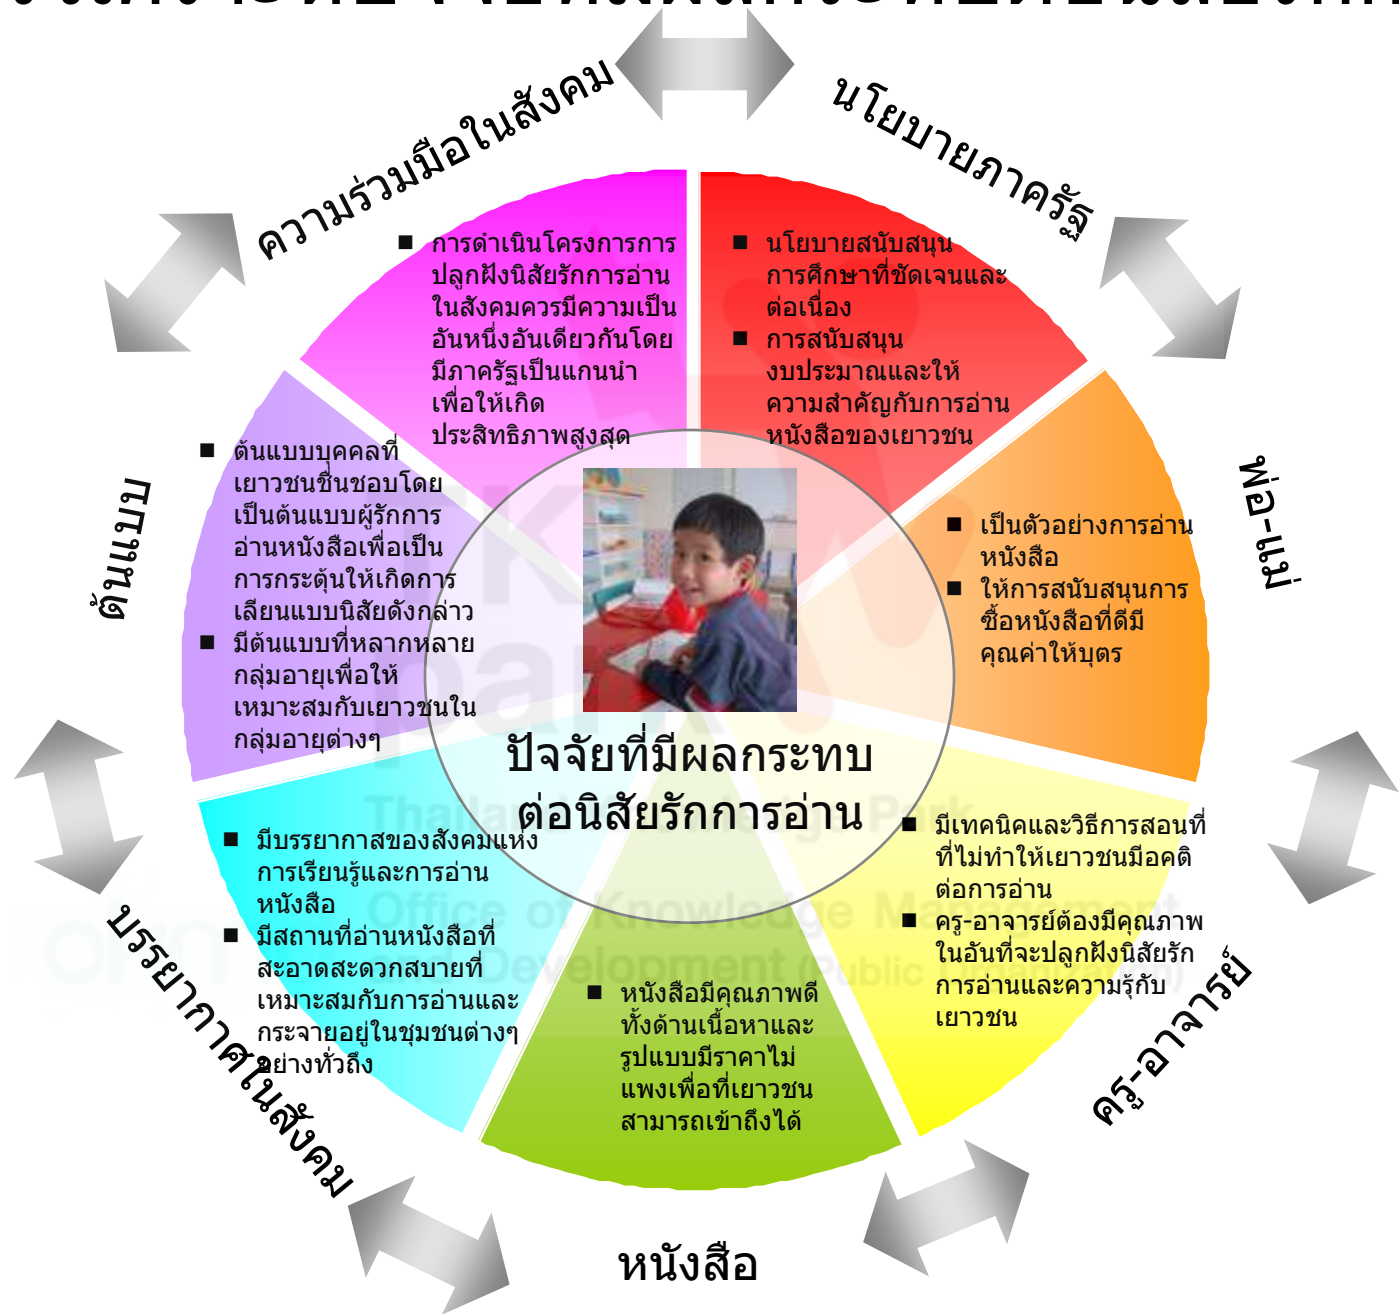 ความร่วมมือในสังคม
นโยบายภาครัฐ
พ่อ-แม่
ครู-อาจารย์
หนังสือ
บรรยากาศในสังคม
ต้นแบบ
■ การดำเนินโครงการการ
ปลูกฝังนิสัยรักการอ่าน
ในสังคมควรมีความเป็น
อันหนึ่งอันเดียวกันโดย
มีภาครัฐเป็นแกนนำ
เพื่อให้เกิด
ประสิทธิภาพสูงสุด
■ นโยบายสนับสนุน
การศึกษาที่ชัดเจนและ
ต่อเนื่อง
■ การสนับสนุน
งบประมาณและให้
ความสำคัญกับการอ่าน
หนังสือของเยาวชน
■ เป็นตัวอย่างการอ่าน
หนังสือ
■ ให้การสนับสนุนการ
ซื้อหนังสือที่ดีมี
คุณค่าให้บุตร
■ มีเทคนิคและวิธีการสอนที่
ที่ไม่ทำให้เยาวชนมีอคติ
ต่อการอ่าน
■ ครู-อาจารย์ต้องมีคุณภาพ
ในอันที่จะปลูกฝังนิสัยรัก
การอ่านและความรุ้กับ
เยาวชน
■ หนังสือมีคุณภาพดี
ทั้งด้านเนื้อหาและ
รูปแบบมีราคาไม่
แพงเพื่อที่เยาวชน
สามารถเข้าถึงได้
■ มีบรรยากาสของสังคมแห่ง
การเรียนรู้และการอ่าน
หนังสือ
■ มีสถานที่อ่านหนังสือที่
สะอาดสะดวกสบายที่
เหมาะสมกับการอ่านและ
กระจายอยู่ในชุมชนต่างๆ
อย่างทั่วถึง
■ ต้นแบบบุคคลที่
เยาวชนชื่นชอบโดย
เป็นต้นแบบผู้รักการ
อ่านหนังสือเพื่อเป็น
การกระตุ้นให้เกิดการ
เลียนแบบนิสัยดังกล่าว
■ มีต้นแบบที่หลากหลาย
กลุ่มอายุเพื่อให้
เหมาะสมกับเยาวชนใน
กลุ่มอายุต่างๆ
ปัจจัยที่มีผลกระทบ
ต่อนิสัยรักการอ่าน
TK
park
Thailand Knowledge Park
Office of Knowledge Management
and Development (Public Organization)